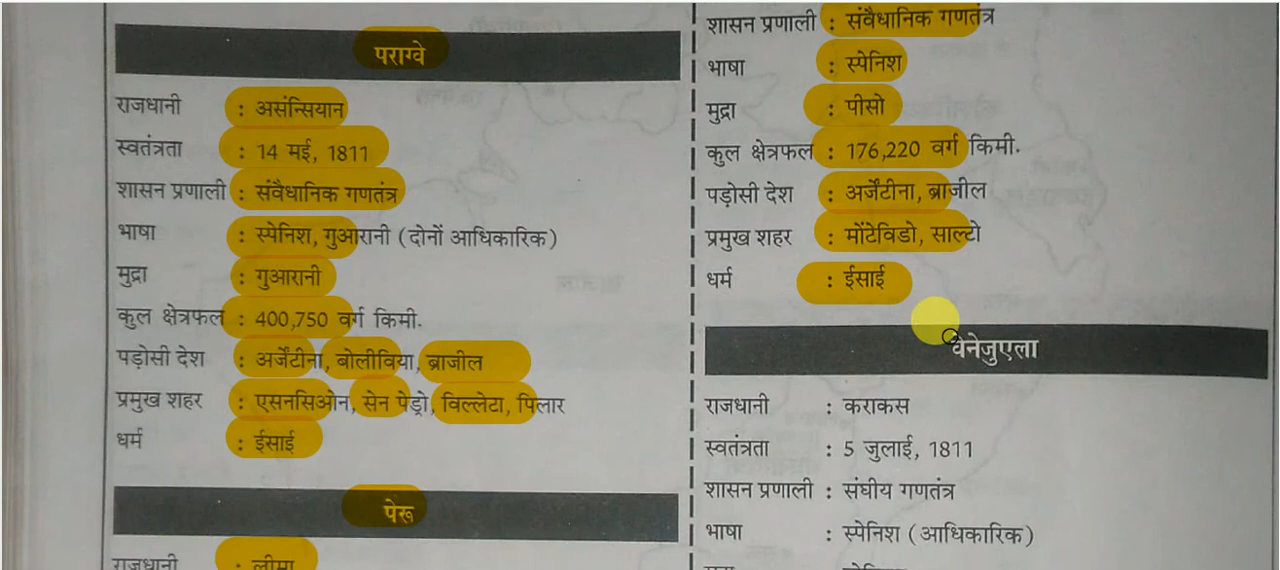 पराग्वे
राजधानी : असंन्सियान
स्वतंत्रता : 14 मई, 1811
शासन प्रणाली : संवैधानिक गणतंत्र
भाषा : स्पेनिश, गुआरानी (दोनों आधिकारिक)
मुद्रा : गुआरानी
कुल क्षेत्रफल : 400,750 वर्ग किमी.
पड़ोसी देश : अर्जेंटीना, बोलीविया, ब्राजील
प्रमुख शहर : एसनसिओन, सेन पेड्रो, विल्लेटा, पिलार
धर्म : ईसाई
पेरू
राजधानी : लीमा
शासन प्रणाली : संवैधानिक गणतंत्र
भाषा : स्पेनिश
मुद्रा : पीसो
कुल क्षेत्रफल : 176,220 वर्ग किमी.
पड़ोसी देश : अर्जेंटीना, ब्राजील
प्रमुख शहर : मोंटेविडो, साल्टो
धर्म : ईसाई
वेनेजुएला
राजधानी : कराकस
स्वतंत्रता : 5 जुलाई, 1811
शासन प्रणाली : संघीय गणतंत्र
भाषा : स्पेनिश (आधिकारिक)